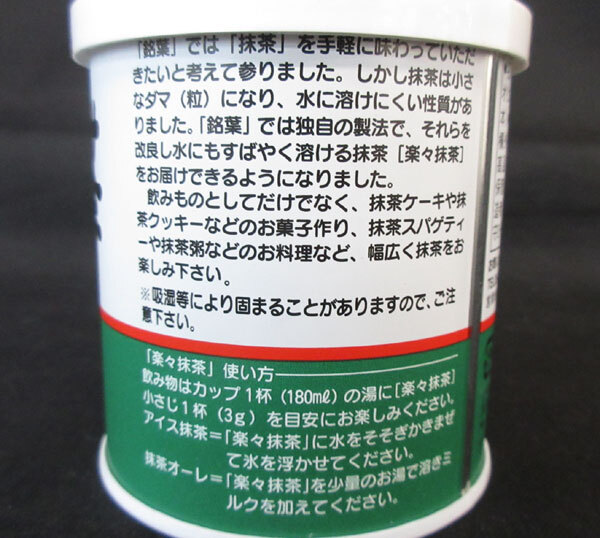 「銘葉」では「抹茶」を手軽に味わっていただ
きたいと考えて参りました。しかし抹茶は小さ
なダマ（粒）になり、水に溶けにくい性質があ
りました。「銘葉」では独自の製法で、それらを
改良し水にもすばやく溶ける抹茶［楽々抹茶］
をお届けできるようになりました。
飲みものとしてだけでなく、抹茶ケーキや抹
茶クッキーなどのお菓子作り、抹茶スパゲティ
ーや抹茶粥などのお料理など、幅広く抹茶をお
楽しみ下さい。
※吸湿等により固まることがありますので、ご注
意下さい。
「楽々抹茶」使い方
飲み物はカップ1杯（180mℓ）の湯に［楽々抹茶］
小さじ1杯（3g）を目安にお楽しみください。
アイス抹茶＝「楽々抹茶」に水をそそぎかきまぜ
て氷を浮かせてください。
抹茶オーレ＝「楽々抹茶」を少量のお湯で溶きミ
ルクを加えてください。